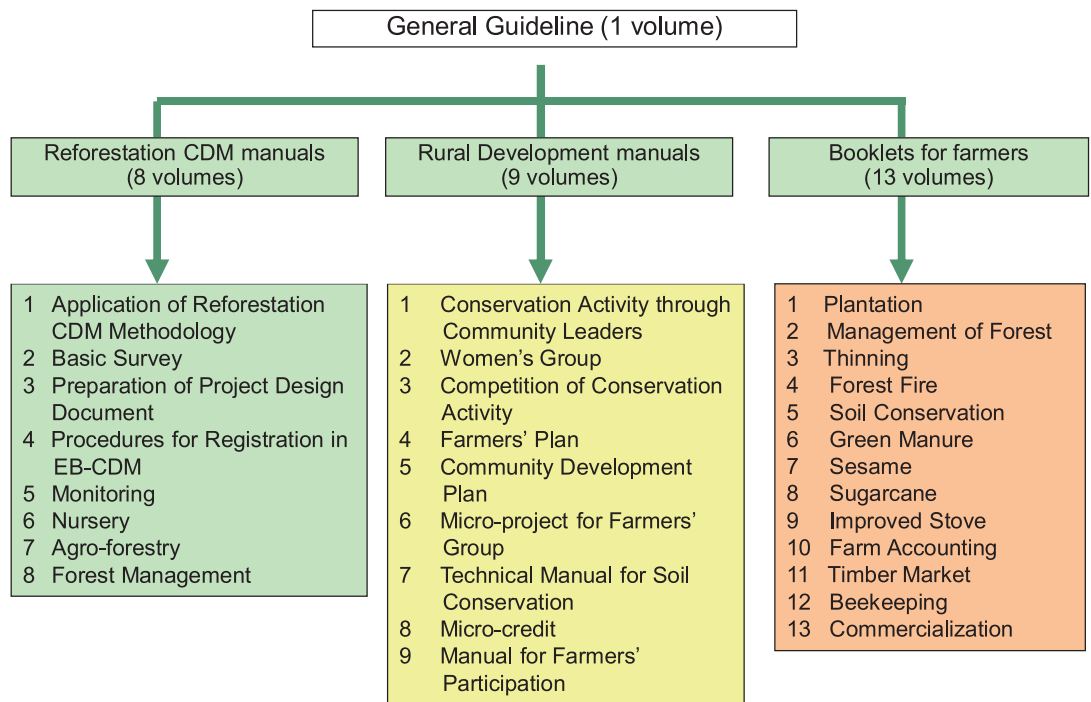 General Guideline (1 volume)
Reforestation CDM manuals
(8 volumes)
Rural Development manuals
(9 volumes)
Booklets for farmers
(13 volumes)
1 Application of Reforestation
CDM Methodology
2 Basic Survey
3 Preparation of Project Design
Document
4 Procedures for Registration in
EB-CDM
5 Monitoring
6 Nursery
7 Agro-forestry
8 Forest Management
1 Conservation Activity through
Community Leaders
2 Women's Group
3 Competition of Conservation
Activity
4 Farmers' Plan
5 Community Development
Plan
6 Micro-project for Farmers'
Group
7 Technical Manual for Soil
Conservation
8 Micro-credit
9 Manual for Farmers'
Participation
1 Plantation
2 Management of Forest
3 Thinning
4 Forest Fire
5 Soil Conservation
6 Green Manure
7 Sesame
8 Sugarcane
9 Improved Stove
10 Farm Accounting
11 Timber Market
12 Beekeeping
13 Commercialization